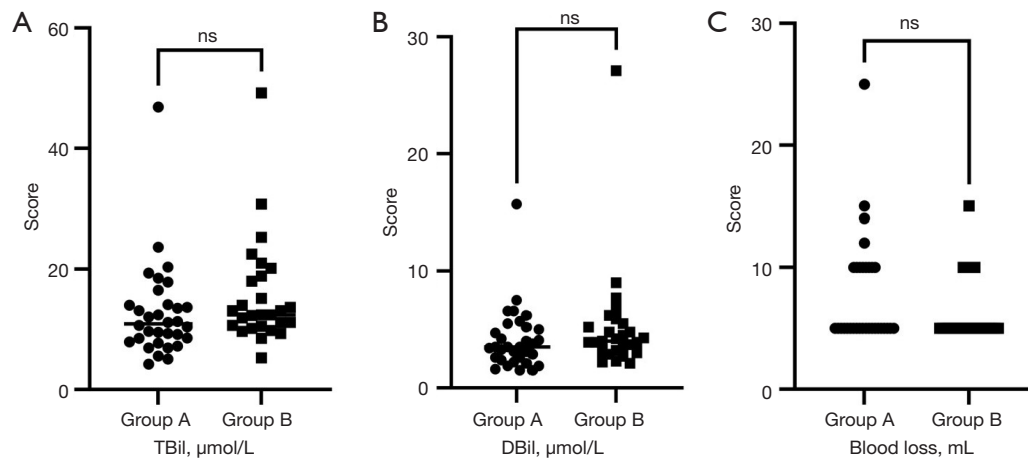 A
60
40
20
0
Score
ns
Group A Group B
TBil, µmol/L
B
30
20
10
0
Score
ns
Group A Group B
DBil, µmol/L
C
30
20
10
0
Score
ns
Group A Group B
Blood loss, mL